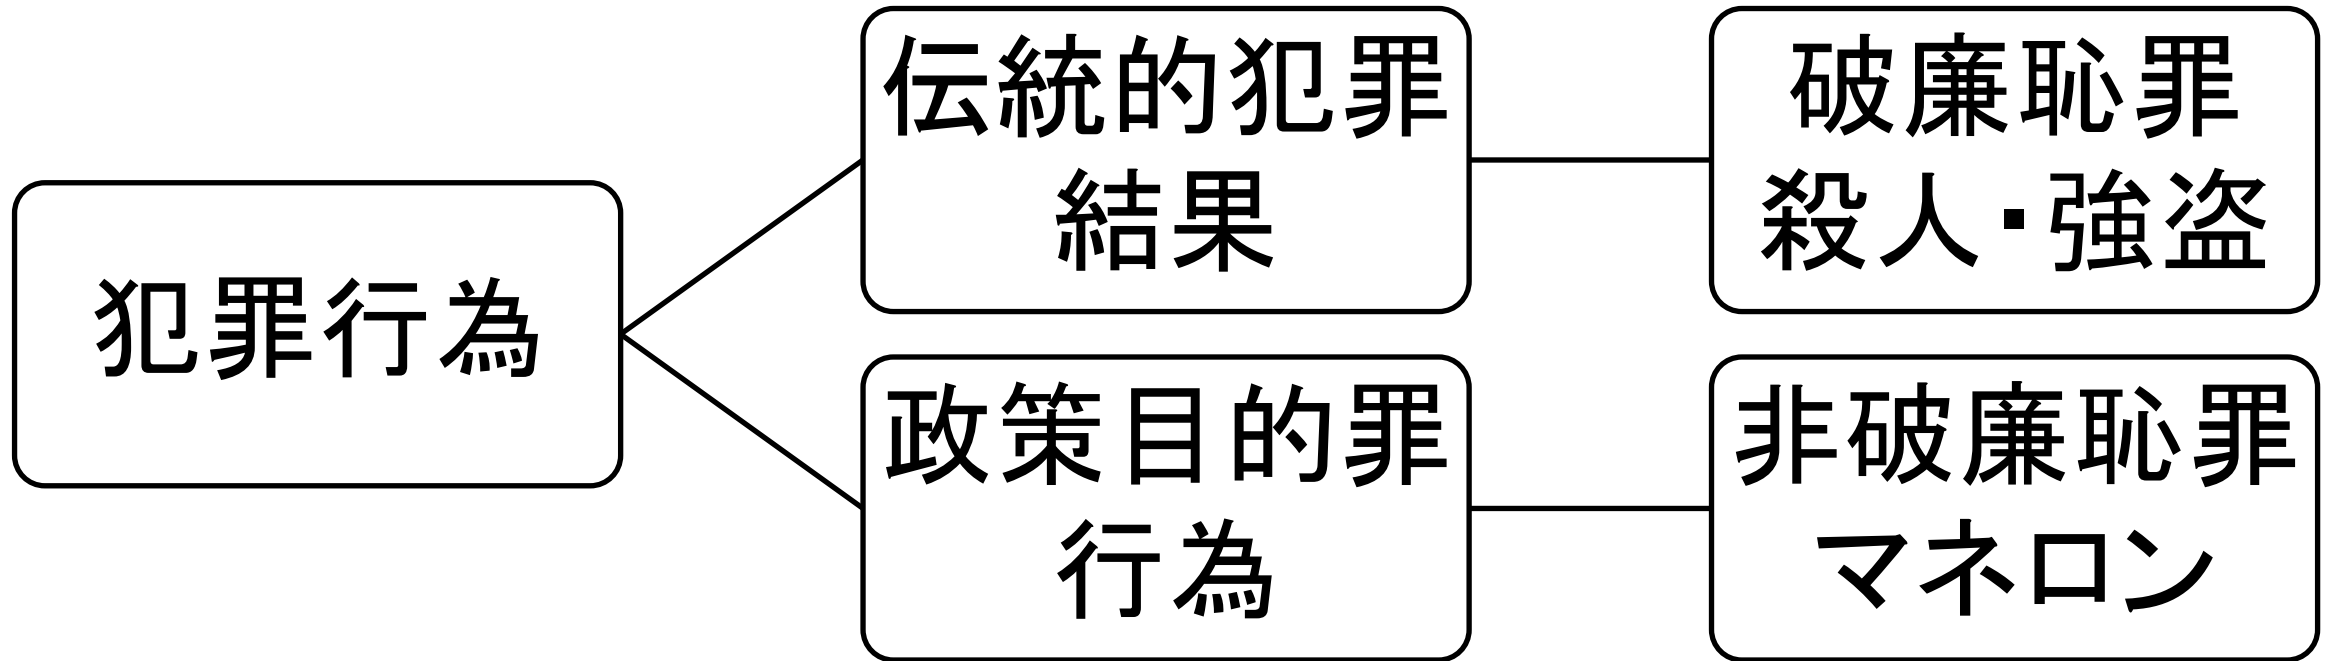 犯罪行為
伝統的犯罪
結果
破廉恥罪
殺人・強盗
政策目的罪
行為
非破廉恥罪
マネロン